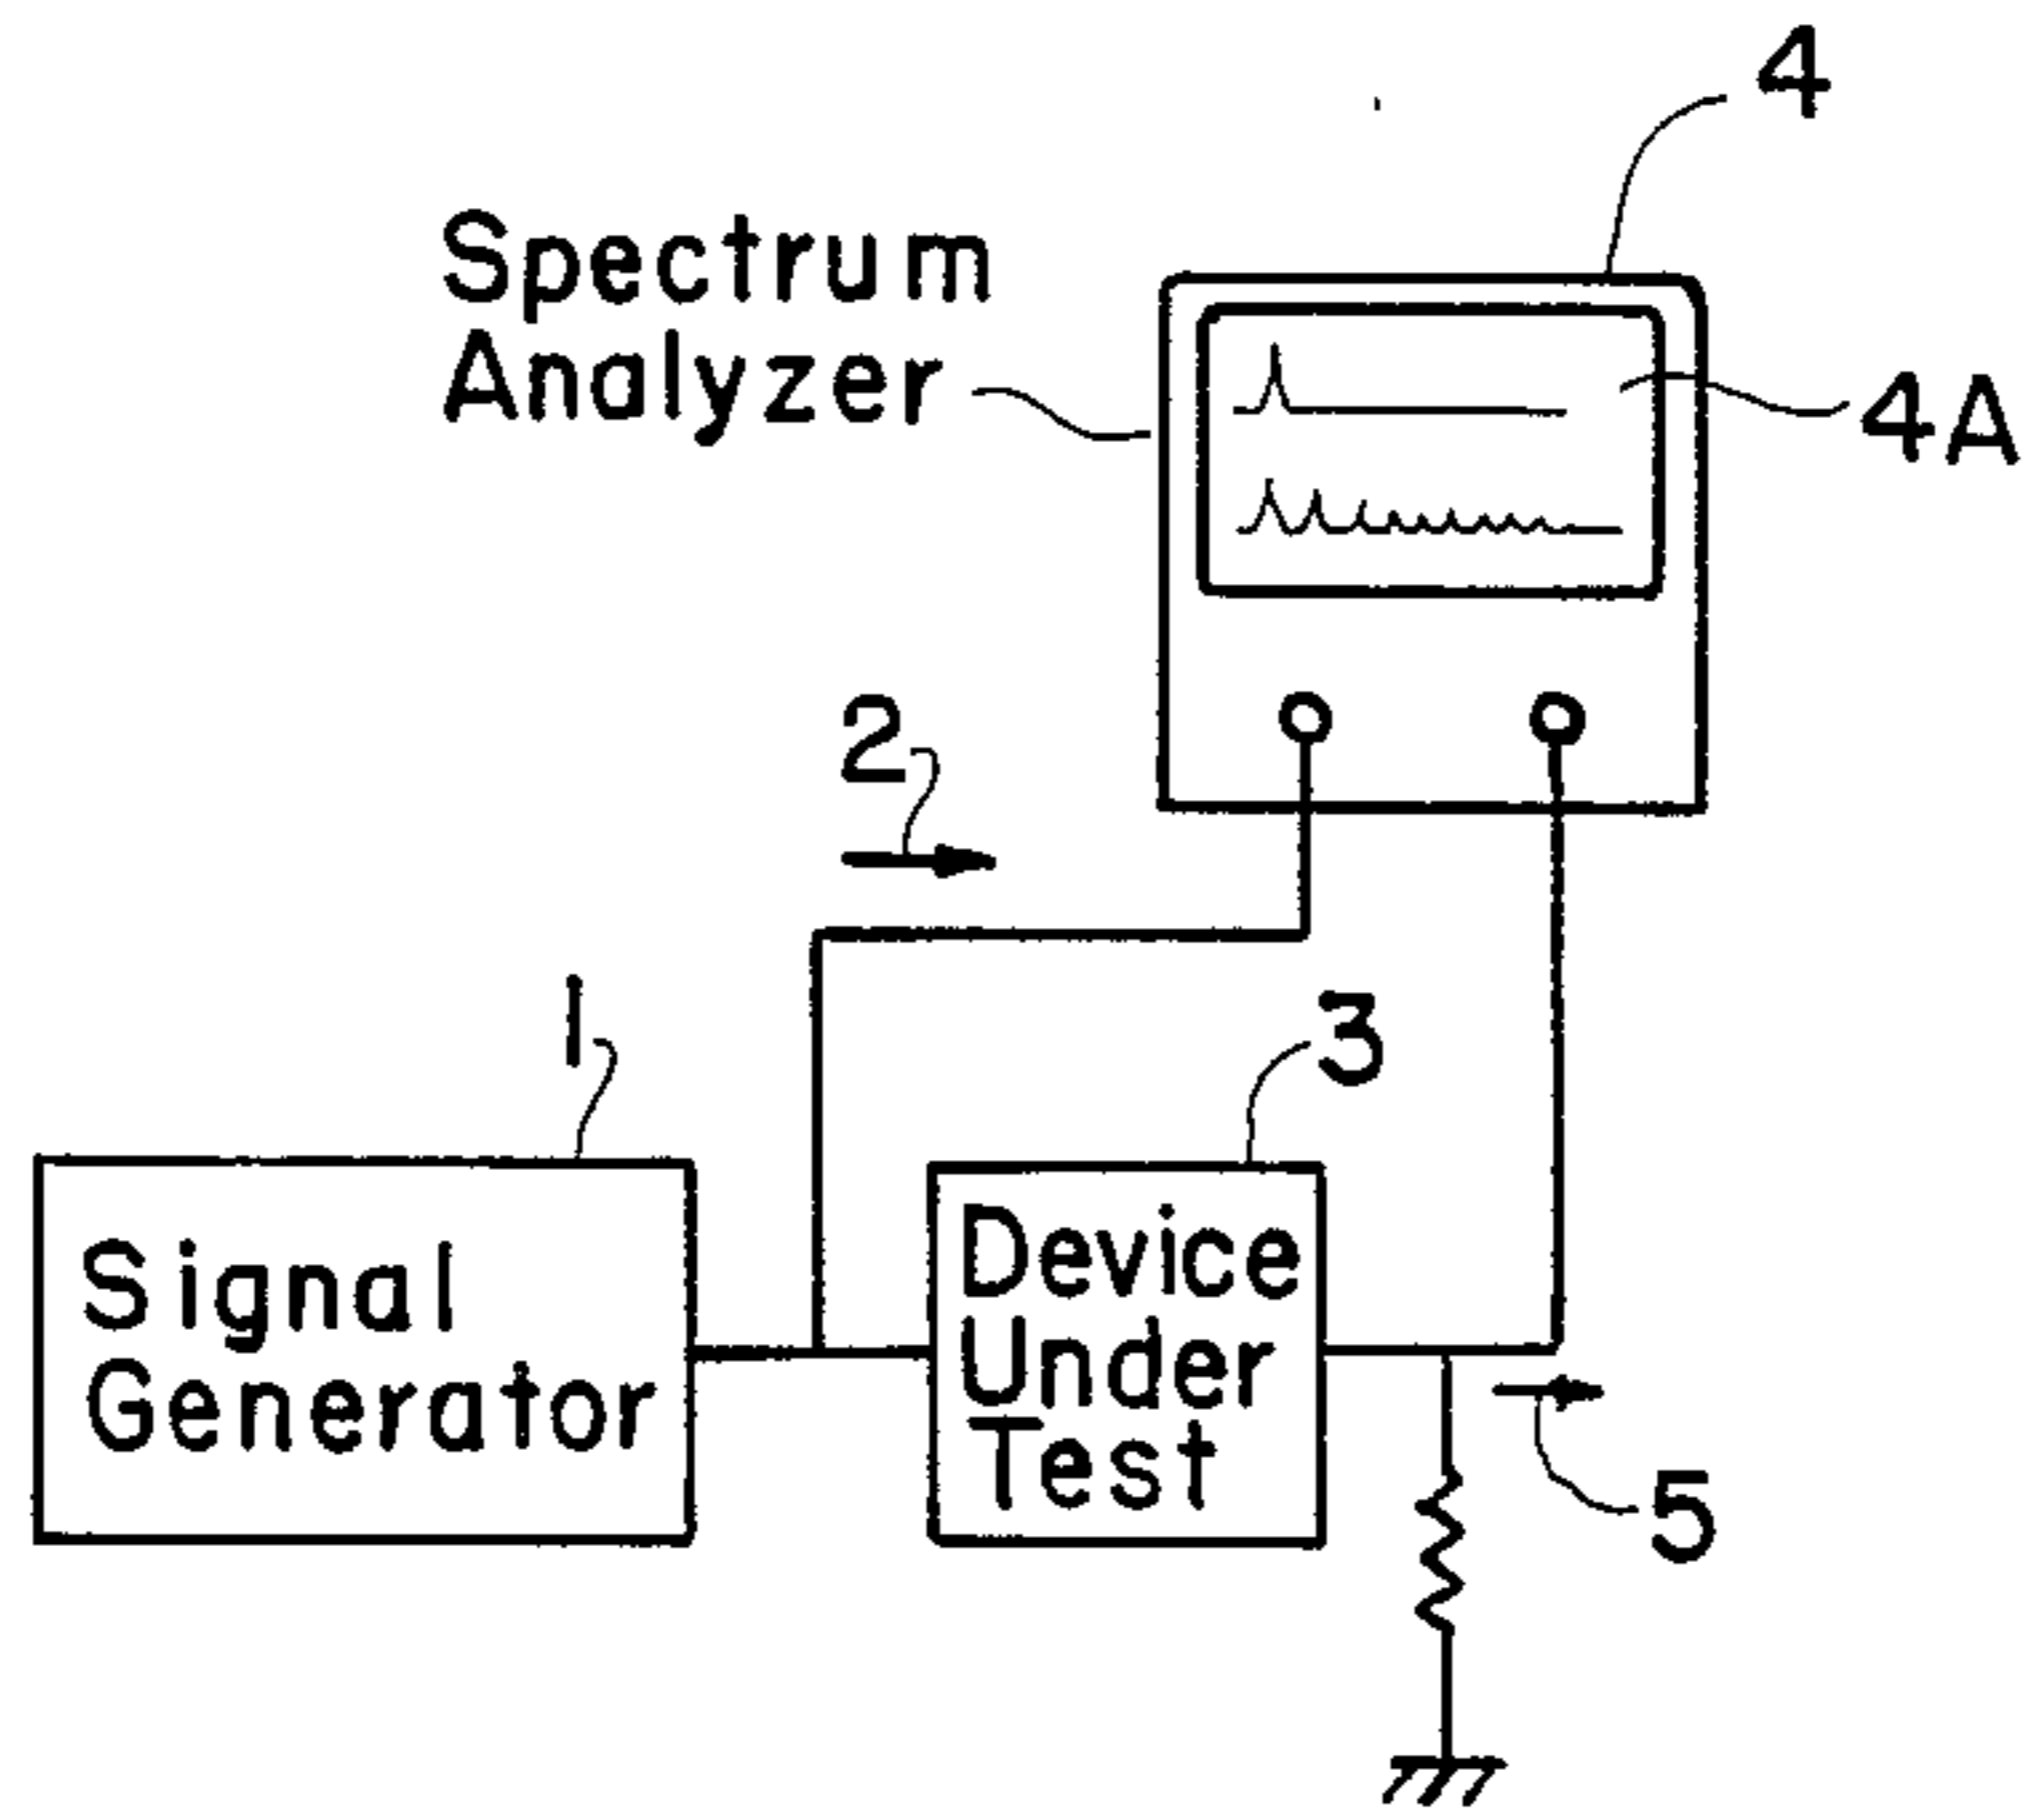 4
Spectrum
Analyzer
4A
2
1
3
Signal
Generator
Device
Under
Test
5